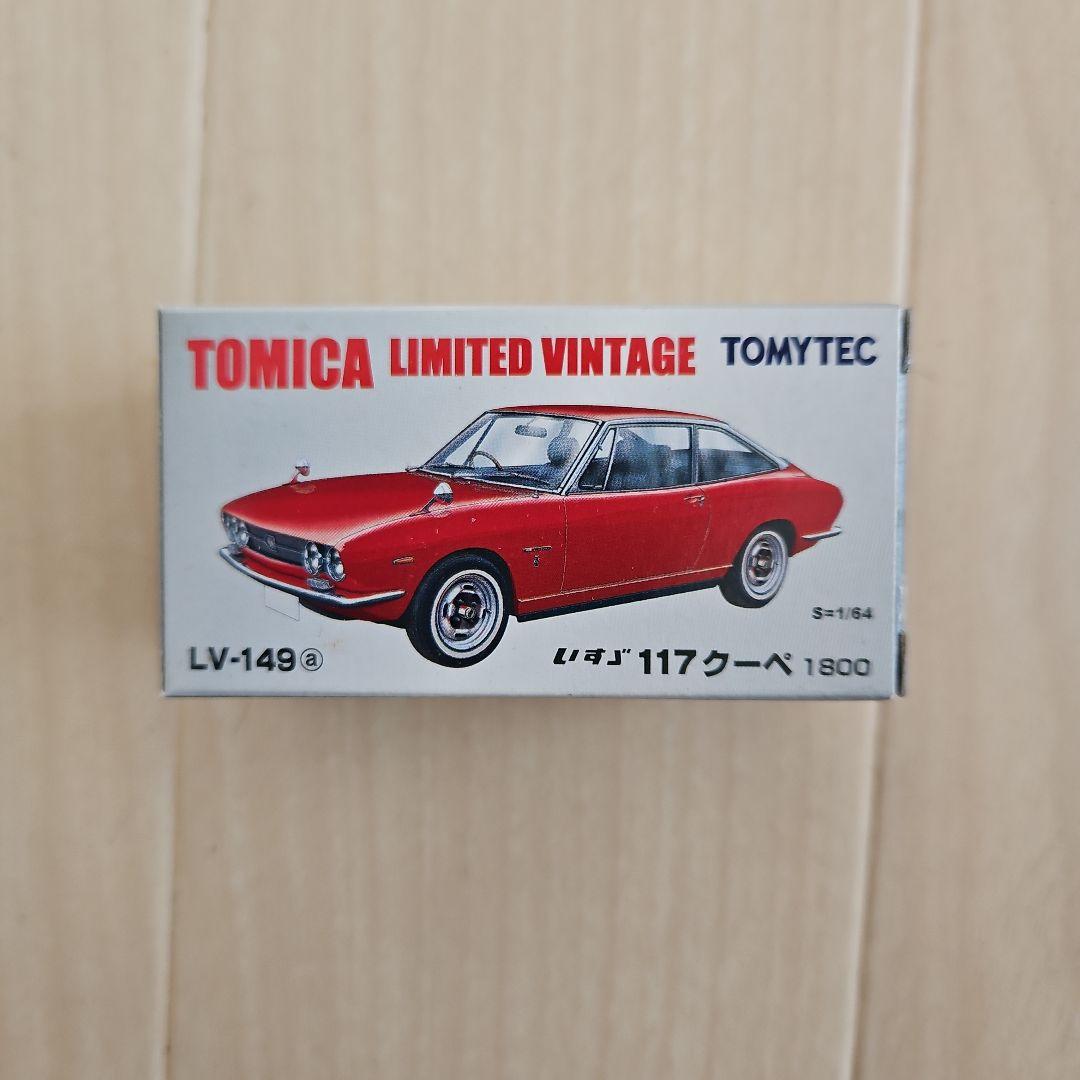 TOMICA LIMITED VINTAGE TOMYTEC
S=1/64
LV-149ⓐ いすゞ 117クーペ 1800